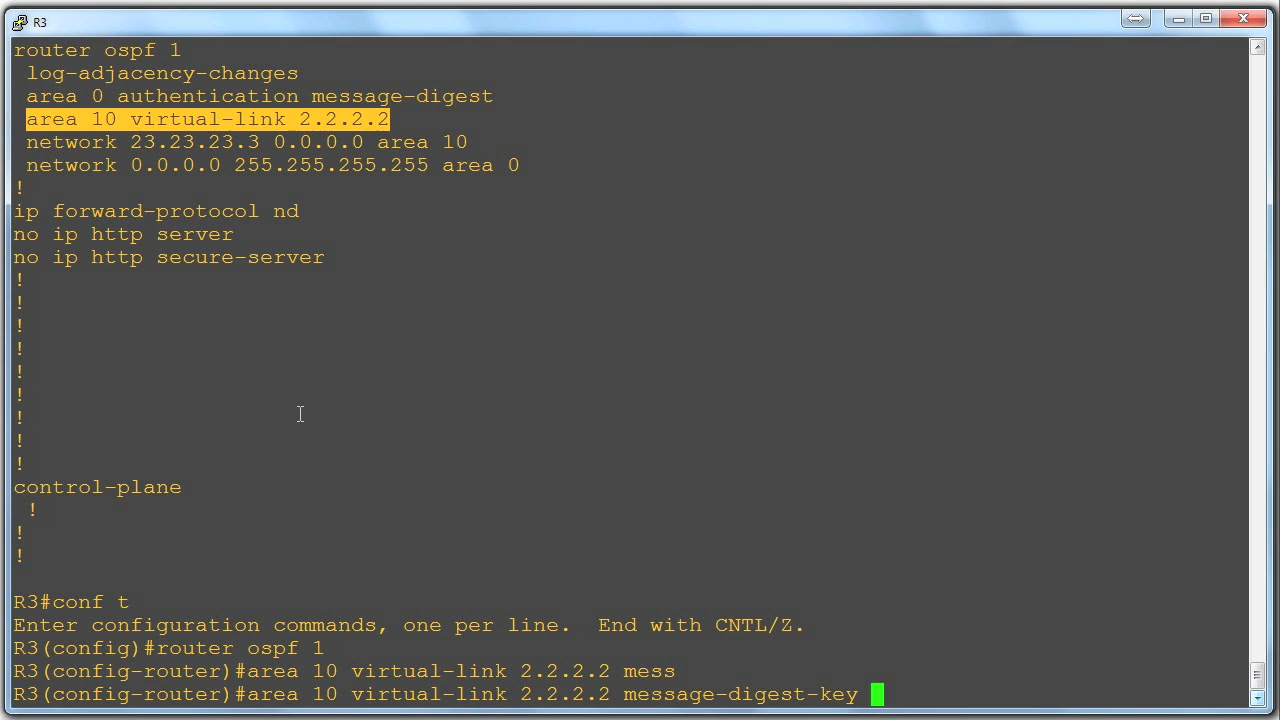 R3
router ospf 1
log-adjacency-changes
area 0 authentication message-digest
area 10 virtual-link 2.2.2.2
network 23.23.23.3 0.0.0.0 area 10
network 0.0.0.0 255.255.255.255 area 0
!
ip forward-protocol nd
no ip http server
no ip http secure-server
!
!
!
!
!
!
!
!
!
control-plane
!
!
!
R3#conf t
Enter configuration commands, one per line.  End with CNTL/Z.
R3(config)#router ospf 1
R3(config-router)#area 10 virtual-link 2.2.2.2 mess
R3(config-router)#area 10 virtual-link 2.2.2.2 message-digest-key